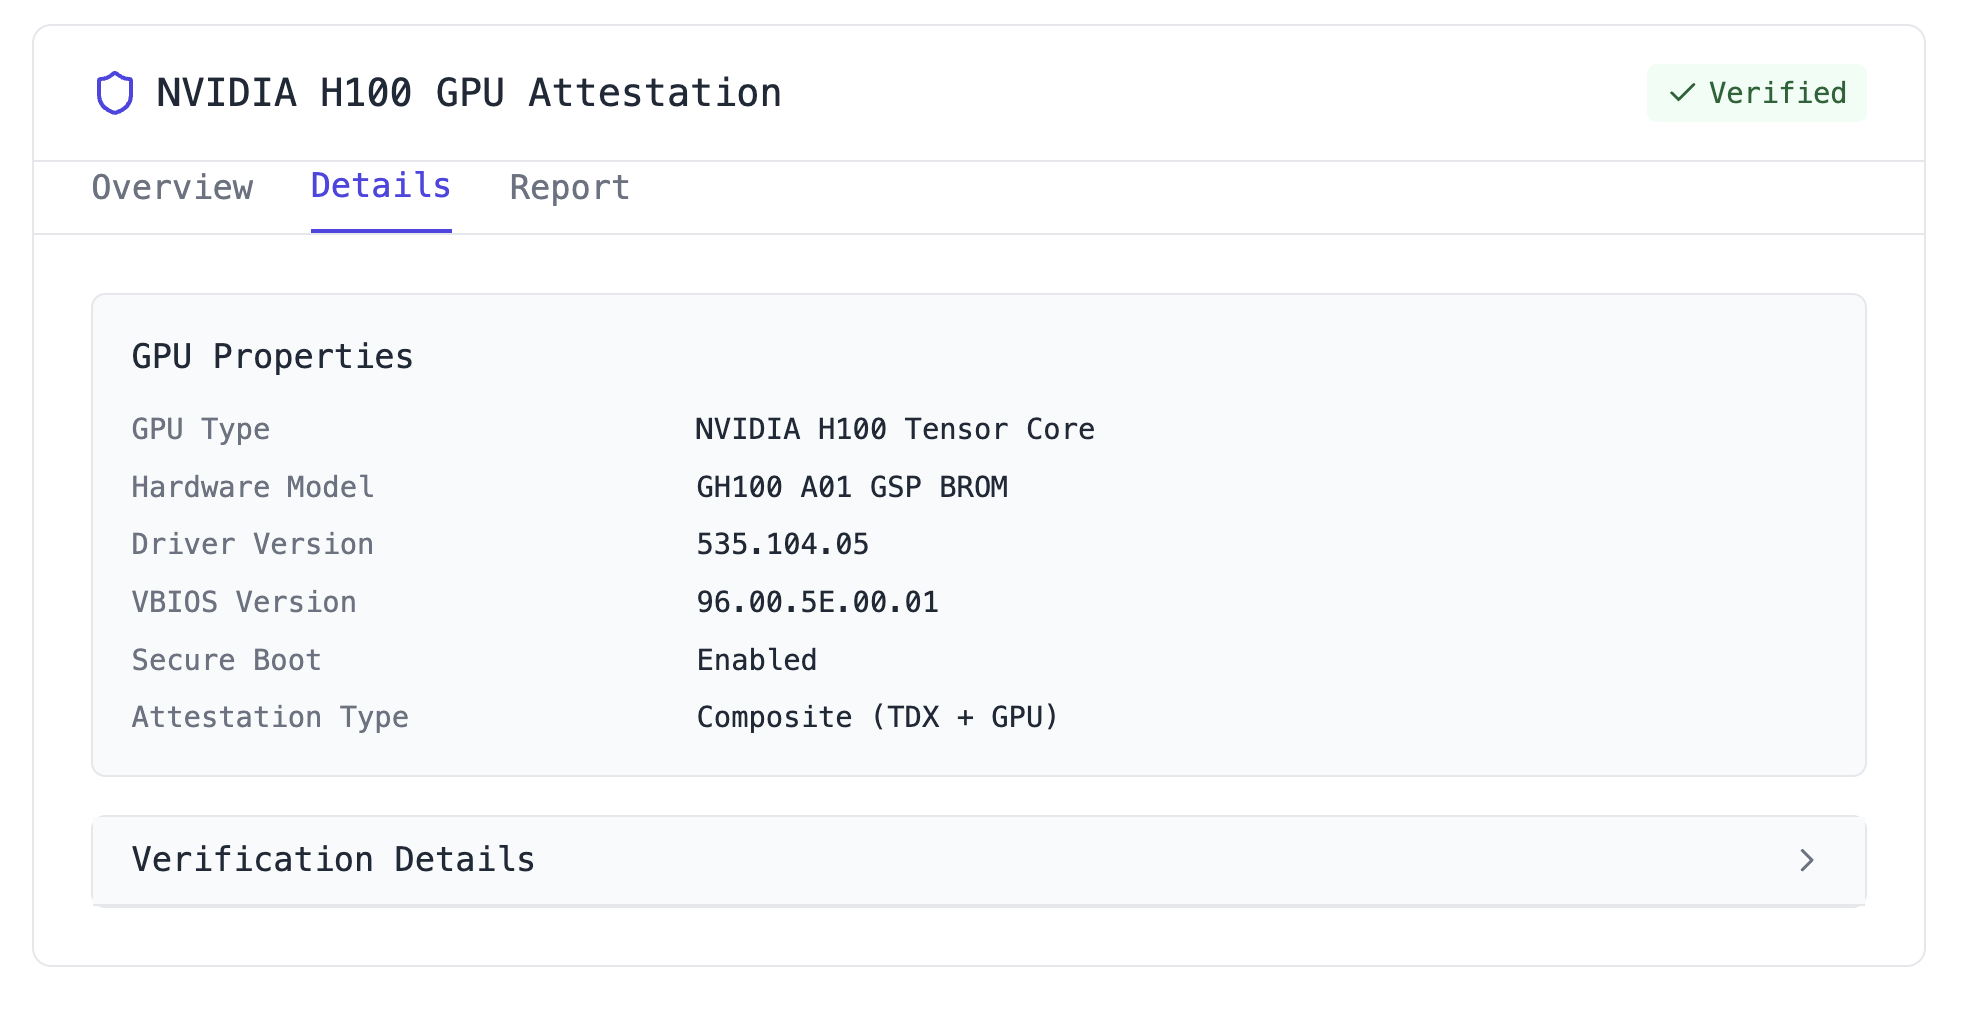 NVIDIA H100 GPU Attestation
Verified
Overview Details Report
GPU Properties
GPU Type NVIDIA H100 Tensor Core
Hardware Model GH100 A01 GSP BROM
Driver Version 535.104.05
VBIOS Version 96.00.5E.00.01
Secure Boot Enabled
Attestation Type Composite (TDX + GPU)
Verification Details